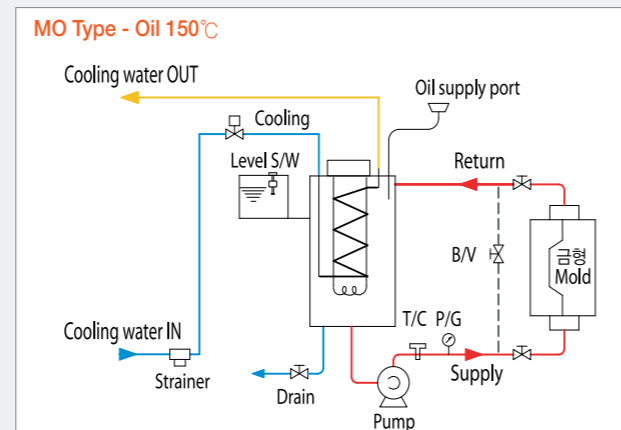 MO Type - Oil 150℃
Cooling water OUT
Oil supply port
Cooling
Level S/W
Return
B/V
금형
Mold
T/C P/G
Cooling water IN
Supply
Strainer
Drain
Pump